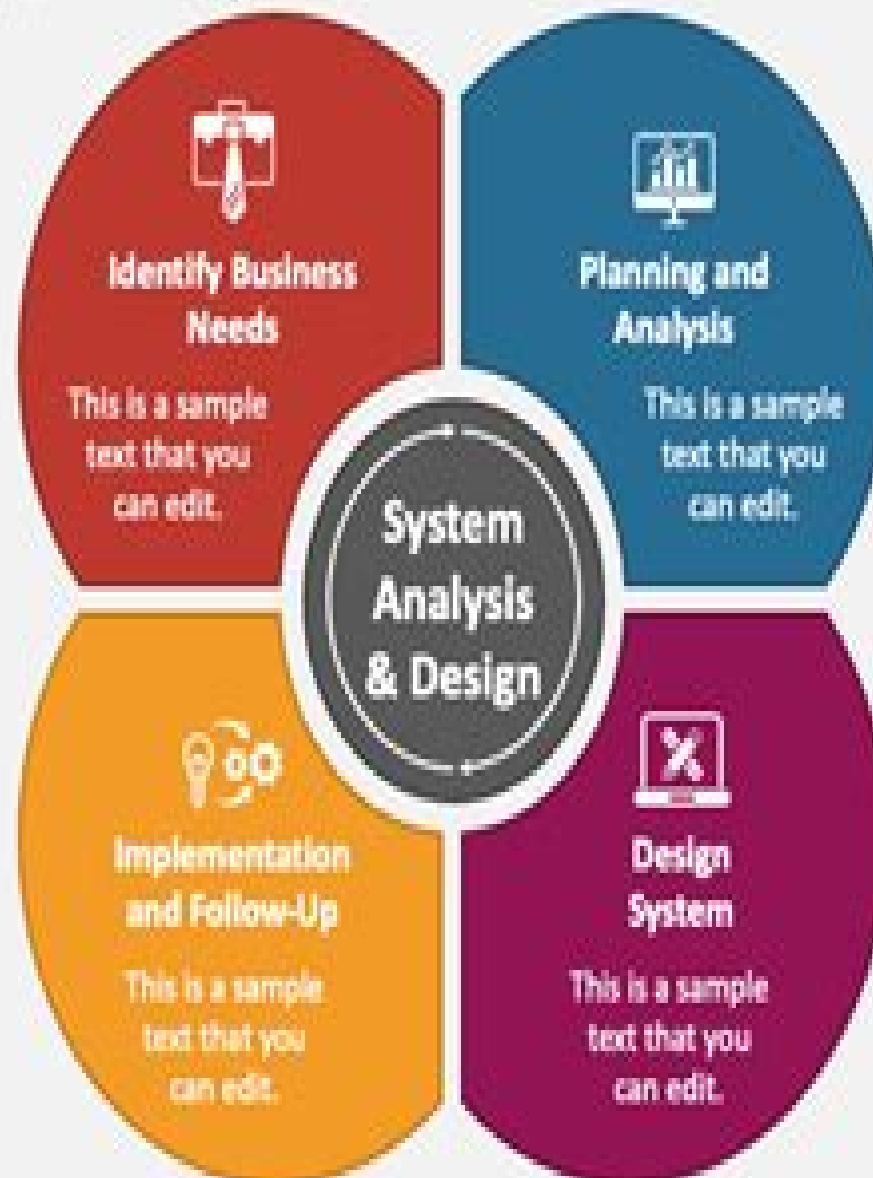 Identify Business
Needs
This is a sample
text that you
can edit.
Planning and
Analysis
This is a sample
text that you
can edit.
System
Analysis
& Design
Implementation
and Follow-Up
This is a sample
text that you
can edit.
Design
System
This is a sample
text that you
can edit.